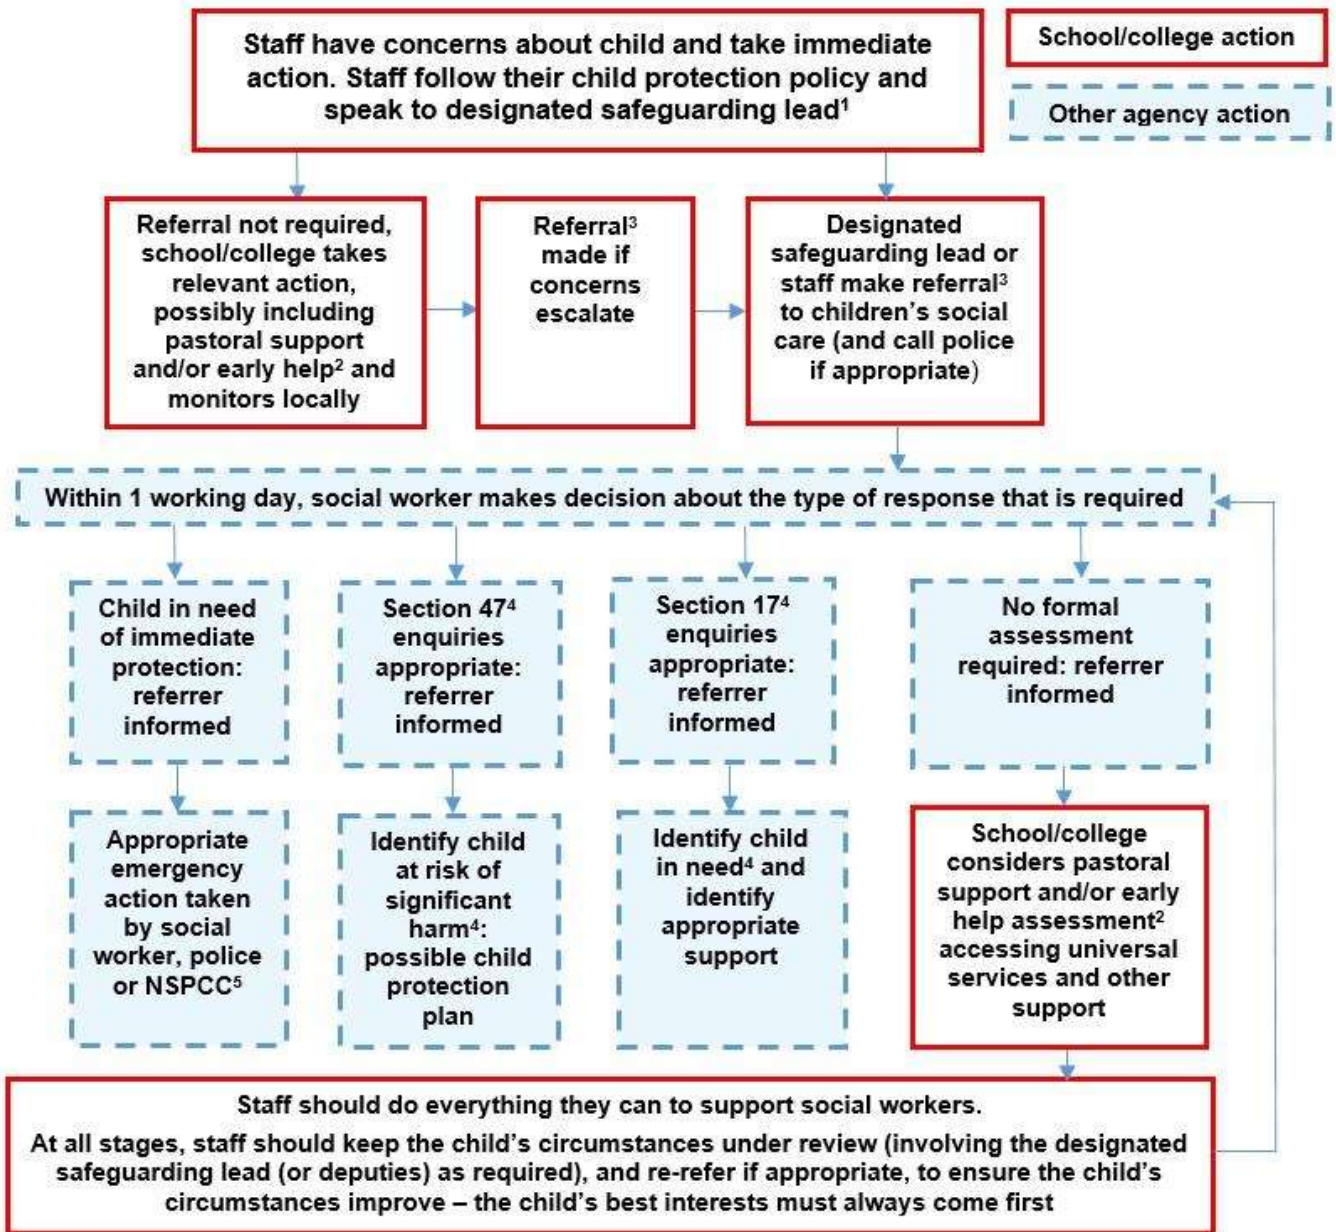 Staff have concerns about child and take immediate
action. Staff follow their child protection policy and
speak to designated safeguarding lead¹
School/college action
Other agency action
Referral not required,
school/college takes
relevant action,
possibly including
pastoral support
and/or early help² and
monitors locally
Referral³
made if
concerns
escalate
Designated
safeguarding lead or
staff make referral³
to children’s social
care (and call police
if appropriate)
Within 1 working day, social worker makes decision about the type of response that is required
Child in need
of immediate
protection:
referrer
informed
Section 47⁴
enquiries
appropriate:
referrer
informed
Section 17⁴
enquiries
appropriate:
referrer
informed
No formal
assessment
required: referrer
informed
Appropriate
emergency
action taken
by social
worker, police
or NSPCC⁵
Identify child
at risk of
significant
harm⁴:
possible child
protection
plan
Identify child
in need⁴ and
identify
appropriate
support
School/college
considers pastoral
support and/or early
help assessment²
accessing universal
services and other
support
Staff should do everything they can to support social workers.
At all stages, staff should keep the child’s circumstances under review (involving the designated
safeguarding lead (or deputies) as required), and re-refer if appropriate, to ensure the child’s
circumstances improve – the child’s best interests must always come first